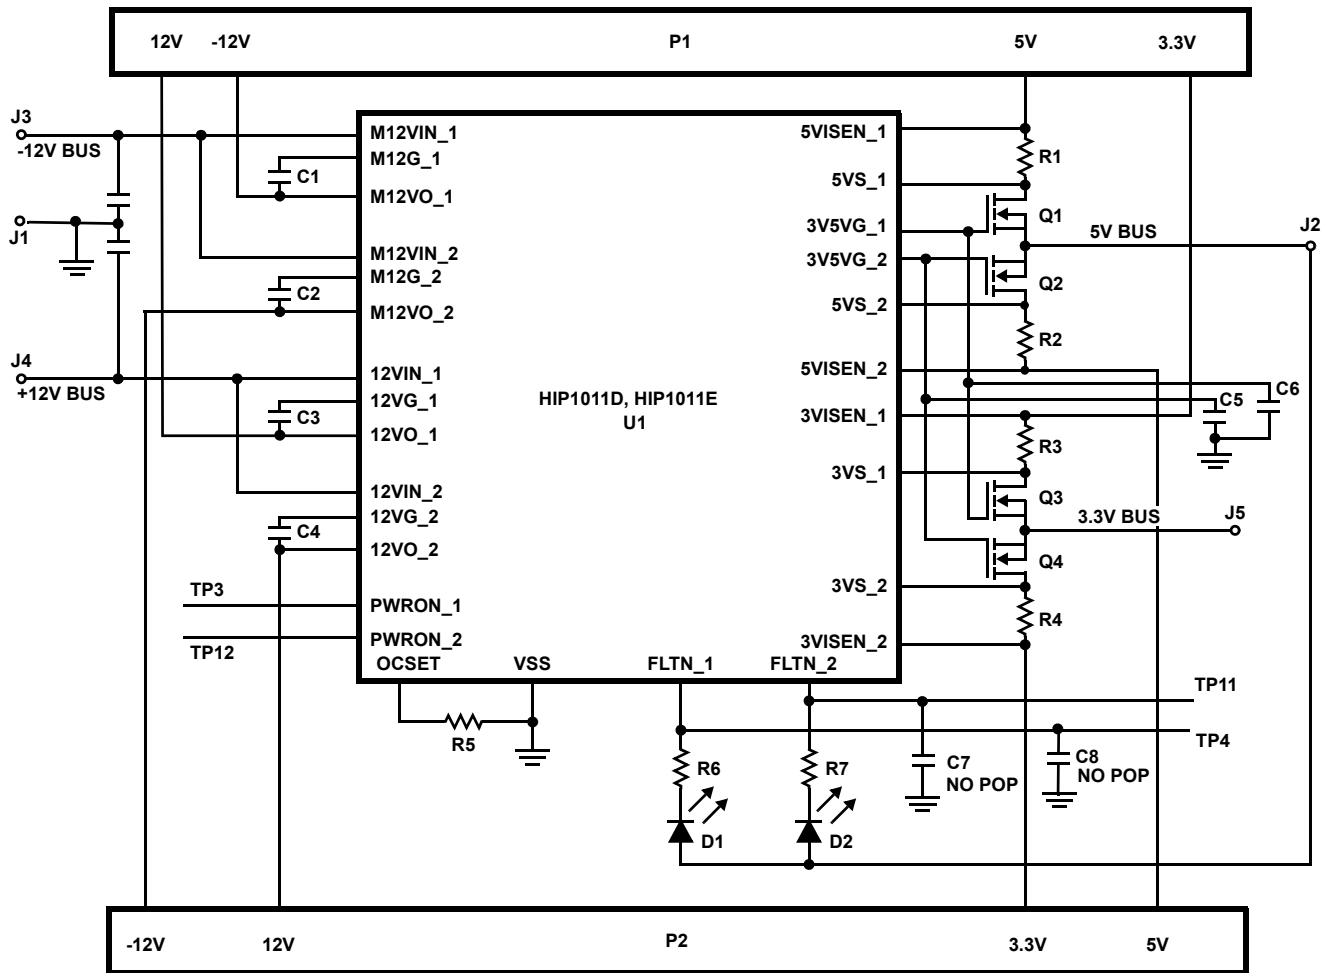 12V -12V P1 5V 3.3V
J3
-12V BUS
J1
J4
+12V BUS
M12VIN_1
M12G_1
C1
M12VO_1
M12VIN_2
M12G_2
C2
M12VO_2
12VIN_1
12VG_1
C3
12VO_1
12VIN_2
12VG_2
C4
12VO_2
TP3
PWRON_1
TP12
PWRON_2
OCSET VSS FLTN_1 FLTN_2
HIP1011D, HIP1011E
U1
5VISEN_1
R1
5VS_1
3V5VG_1
Q1
5V BUS
J2
3V5VG_2
Q2
5VS_2
R2
5VISEN_2
C5
C6
3VISEN_1
R3
3VS_1
Q3
3.3V BUS
J5
Q4
3VS_2
R4
3VISEN_2
TP11
TP4
R5
R6
R7
C7
NO POP
C8
NO POP
D1
D2
-12V 12V P2 3.3V 5V